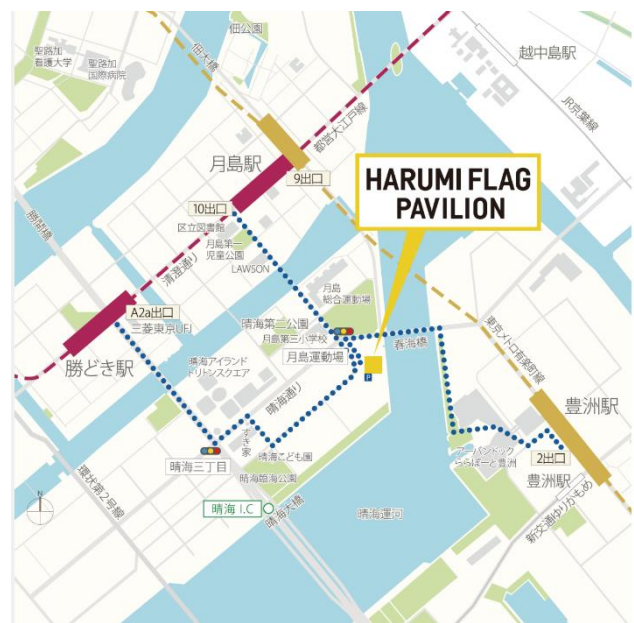 佃公園
聖路加
看護大学
聖路加
国際病院
佃大橋
越中島駅
JR京葉線
都営大江戸線
月島駅
9出口
HARUMI FLAG
PAVILION
10出口
勝鬨橋
区立図書館
月島第一
児童公園
清澄通り
LAWSON
月島
総合運動場
A2a出口
三菱東京UFJ
晴海第二公園
月島第三小学校
月島運動場
春海橋
東京メトロ有楽町線
勝どき駅
晴海アイランド
トリトンスクエア
晴海通り
P
豊洲駅
すき家
アーバンドック
ららぽーと豊洲
2出口
晴海三丁目
晴海こども園
豊洲駅
環状第2号線
晴海臨海公園
N
晴海 I.C
晴海大橋
晴海運河
新交通ゆりかもめ